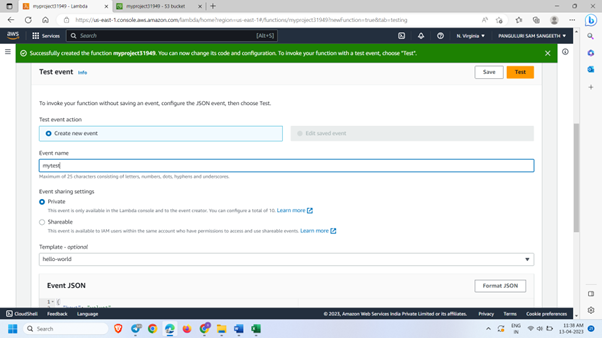 myproject31949 - Lambda
myproject31949 - S3 bucket
https://us-east-1.console.aws.amazon.com/lambda/home?region=us-east-1#/functions/myproject31949?newFunction=true&tab=testing
aws
Services
Search
[Alt+S]
N. Virginia
PANGULURI SAM SANGEETH
Successfully created the function myproject31949. You can now change its code and configuration. To invoke your function with a test event, choose "Test".
Test event Info
Save
Test
To invoke your function without saving an event, configure the JSON event, then choose Test.
Test event action
Create new event
Edit saved event
Event name
mytest
Maximum of 25 characters consisting of letters, numbers, dots, hyphens and underscores.
Event sharing settings
Private
This event is only available in the Lambda console and to the event creator. You can configure a total of 10. Learn more
Shareable
This event is available to IAM users within the same account who have permissions to access and use shareable events. Learn more
Template - optional
hello-world
Event JSON
Format JSON
1 {
CloudShell
Feedback
Language
© 2023, Amazon Web Services India Private Limited or its affiliates.
Privacy
Terms
Cookie preferences
Search
ENG
IN
11:38 AM
13-04-2023